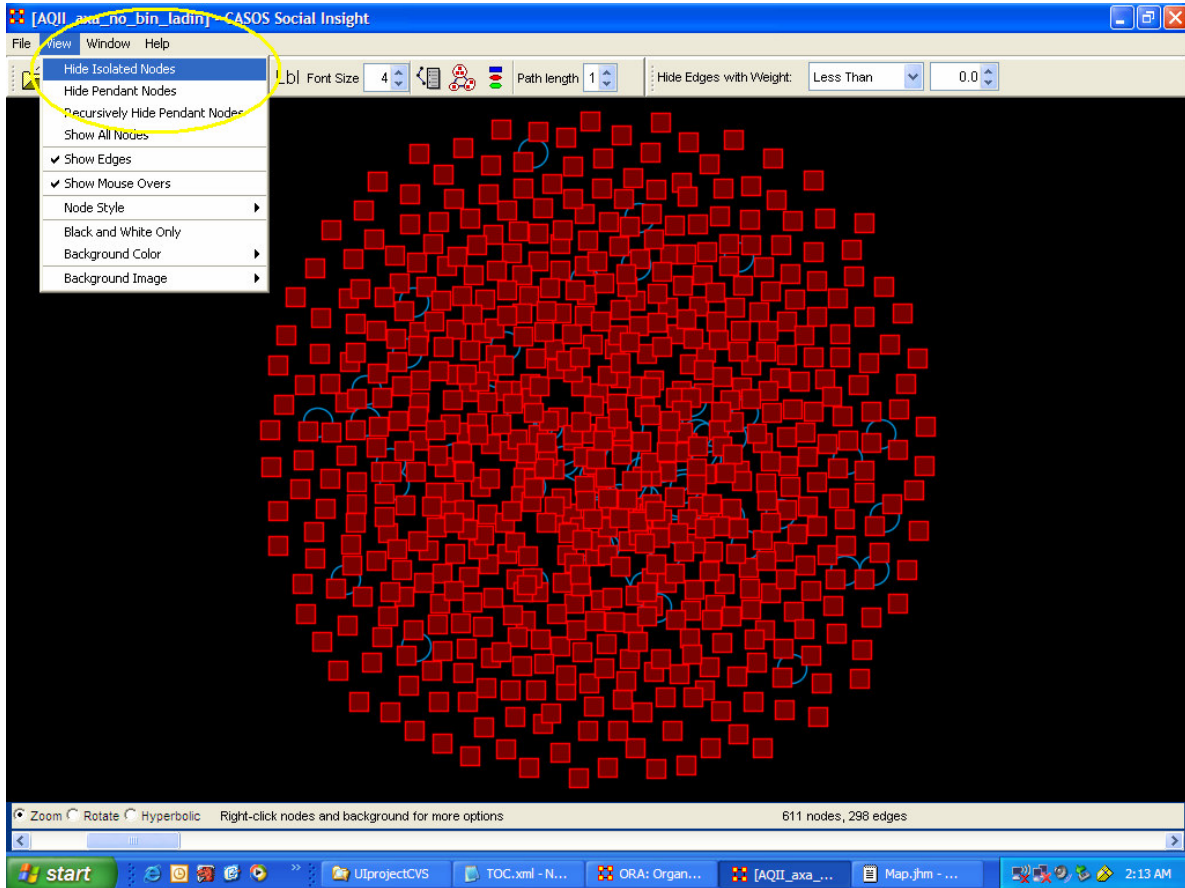 [AQII_axa_no_bin_ladin] - CASOS Social Insight
File View Window Help
Lbl Font Size 4 Path length 1 Hide Edges with Weight: Less Than 0.0
Hide Isolated Nodes
Hide Pendant Nodes
Recursively Hide Pendant Nodes
Show All Nodes
Show Edges
Show Mouse Overs
Node Style
Black and White Only
Background Color
Background Image
Zoom Rotate Hyperbolic Right-click nodes and background for more options 611 nodes, 298 edges
start UIprojectCVS TOC.xml - N... ORA: Organ... [AQII_axa_... Map.jhm - ... 2:13 AM